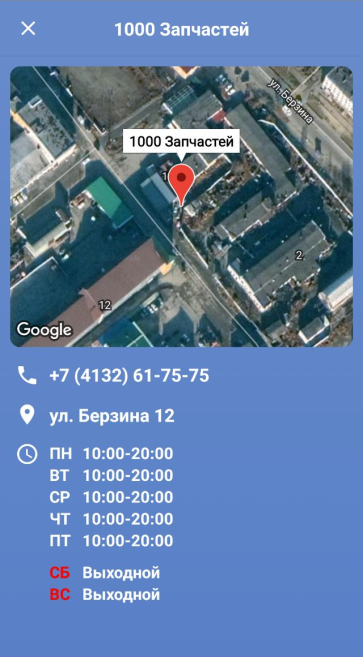 1000 Запчастей
ул. Берзина
1000 Запчастей
1
2
12
Google
+7 (4132) 61-75-75
ул. Берзина 12
ПН 10:00-20:00
ВТ 10:00-20:00
СР 10:00-20:00
ЧТ 10:00-20:00
ПТ 10:00-20:00
СБ Выходной
ВС Выходной